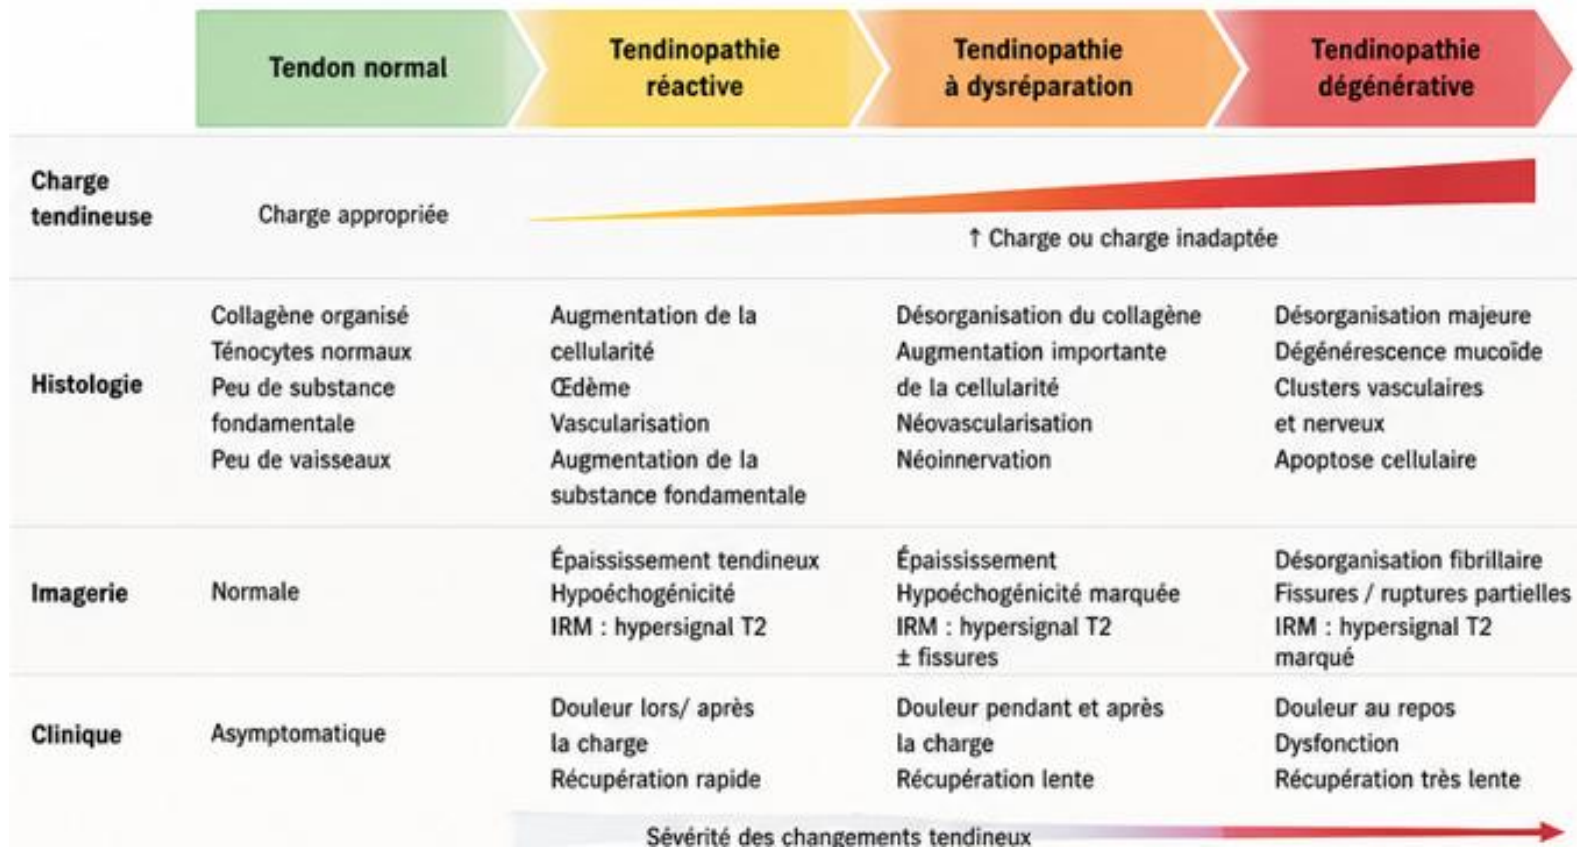 Tendon normal
Tendinopathie
réactive
Tendinopathie
à dysréparation
Tendinopathie
dégénérative
Charge
tendineuse
Charge appropriée
↑ Charge ou charge inadaptée
Histologie
Collagène organisé
Ténocytes normaux
Peu de substance
fondamentale
Peu de vaisseaux
Augmentation de la
cellularité
Œdème
Vascularisation
Augmentation de la
substance fondamentale
Désorganisation du collagène
Augmentation importante
de la cellularité
Néovascularisation
Néoinnervation
Désorganisation majeure
Dégénérescence mucoïde
Clusters vasculaires
et nerveux
Apoptose cellulaire
Imagerie
Normale
Épaississement tendineux
Hypoéchogénicité
IRM : hypersignal T2
Épaississement
Hypoéchogénicité marquée
IRM : hypersignal T2
± fissures
Désorganisation fibrillaire
Fissures / ruptures partielles
IRM : hypersignal T2
marqué
Clinique
Asymptomatique
Douleur lors/ après
la charge
Récupération rapide
Douleur pendant et après
la charge
Récupération lente
Douleur au repos
Dysfonction
Récupération très lente
Sévérité des changements tendineux